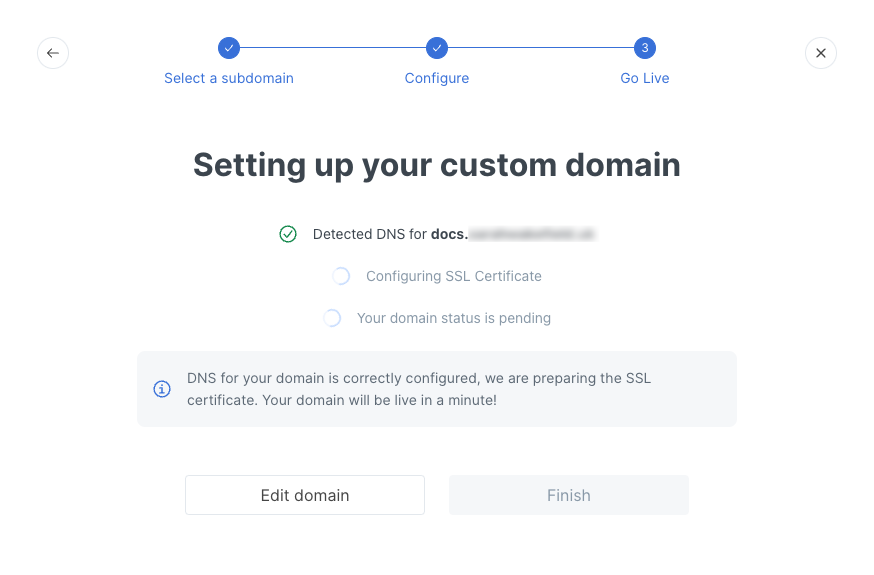 3
Select a subdomain
Configure
Go Live
Setting up your custom domain
Detected DNS for docs.
Configuring SSL Certificate
Your domain status is pending
DNS for your domain is correctly configured, we are preparing the SSL
certificate. Your domain will be live in a minute!
Edit domain
Finish